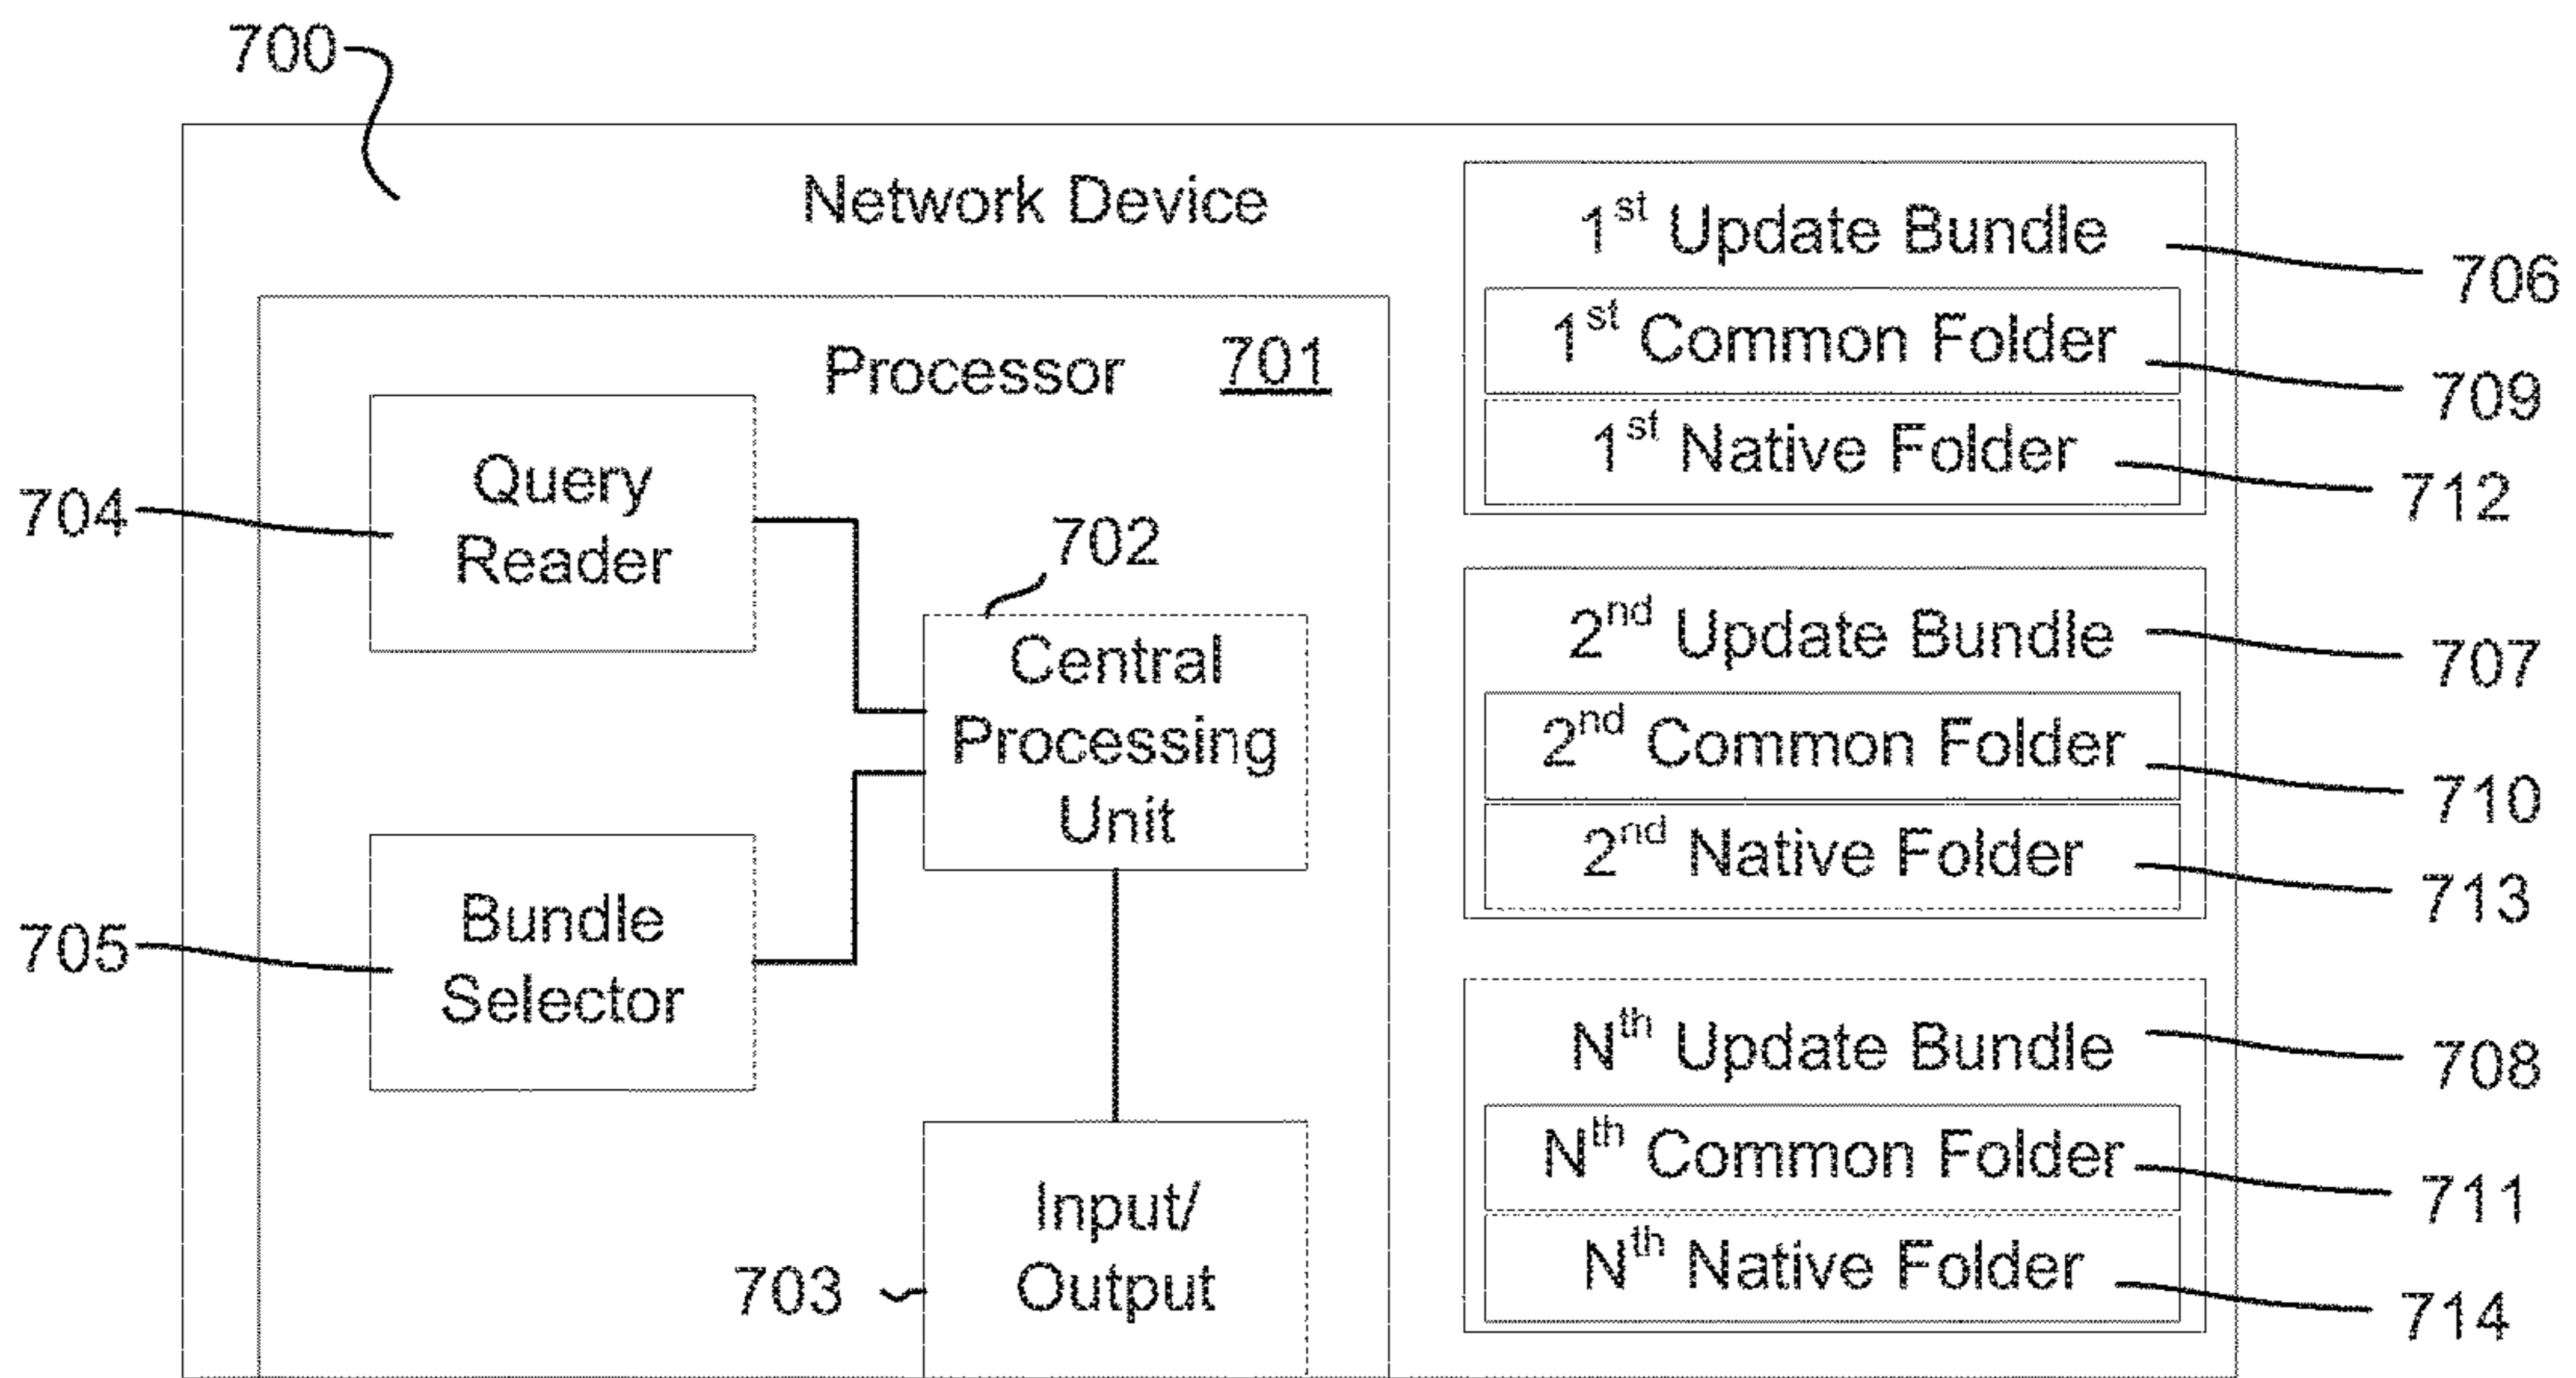 700
Network Device
Processor 701
Query
Reader
704
702
Central
Processing
Unit
Bundle
Selector
705
Input/
Output
703
1st Update Bundle
706
1st Common Folder
709
1st Native Folder
712
2nd Update Bundle
707
2nd Common Folder
710
2nd Native Folder
713
Nth Update Bundle
708
Nth Common Folder
711
Nth Native Folder
714